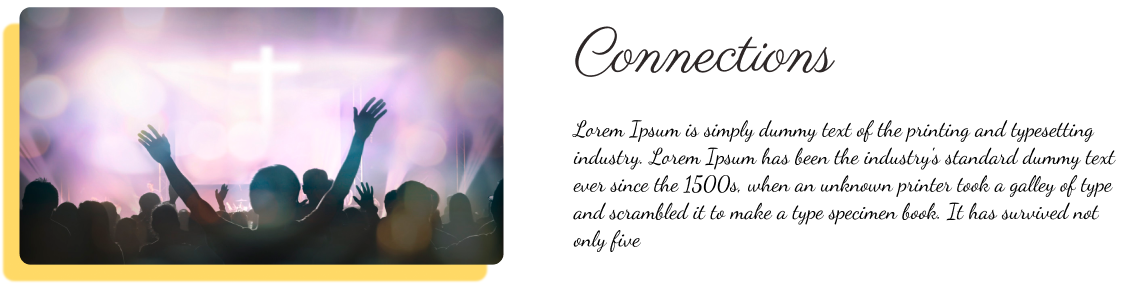 Connections
Lorem Ipsum is simply dummy text of the printing and typesetting
industry. Lorem Ipsum has been the industry's standard dummy text
ever since the 1500s, when an unknown printer took a galley of type
and scrambled it to make a type specimen book. It has survived not
only five